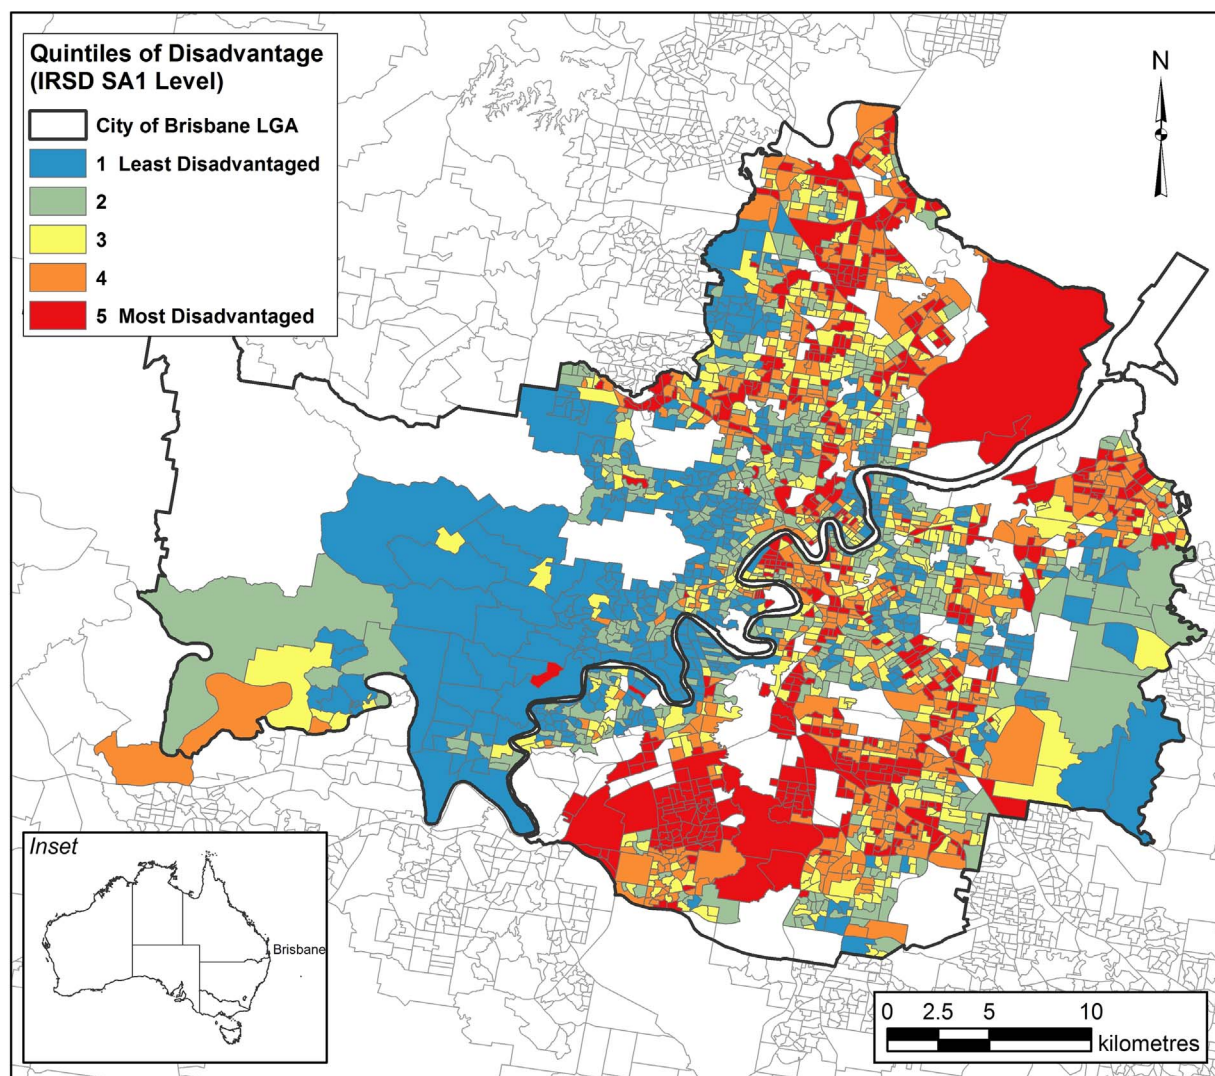 Quintiles of Disadvantage
(IRSD SA1 Level)
City of Brisbane LGA
1 Least Disadvantaged
2
3
4
5 Most Disadvantaged
N
Inset
Brisbane
0 2.5 5 10
kilometres